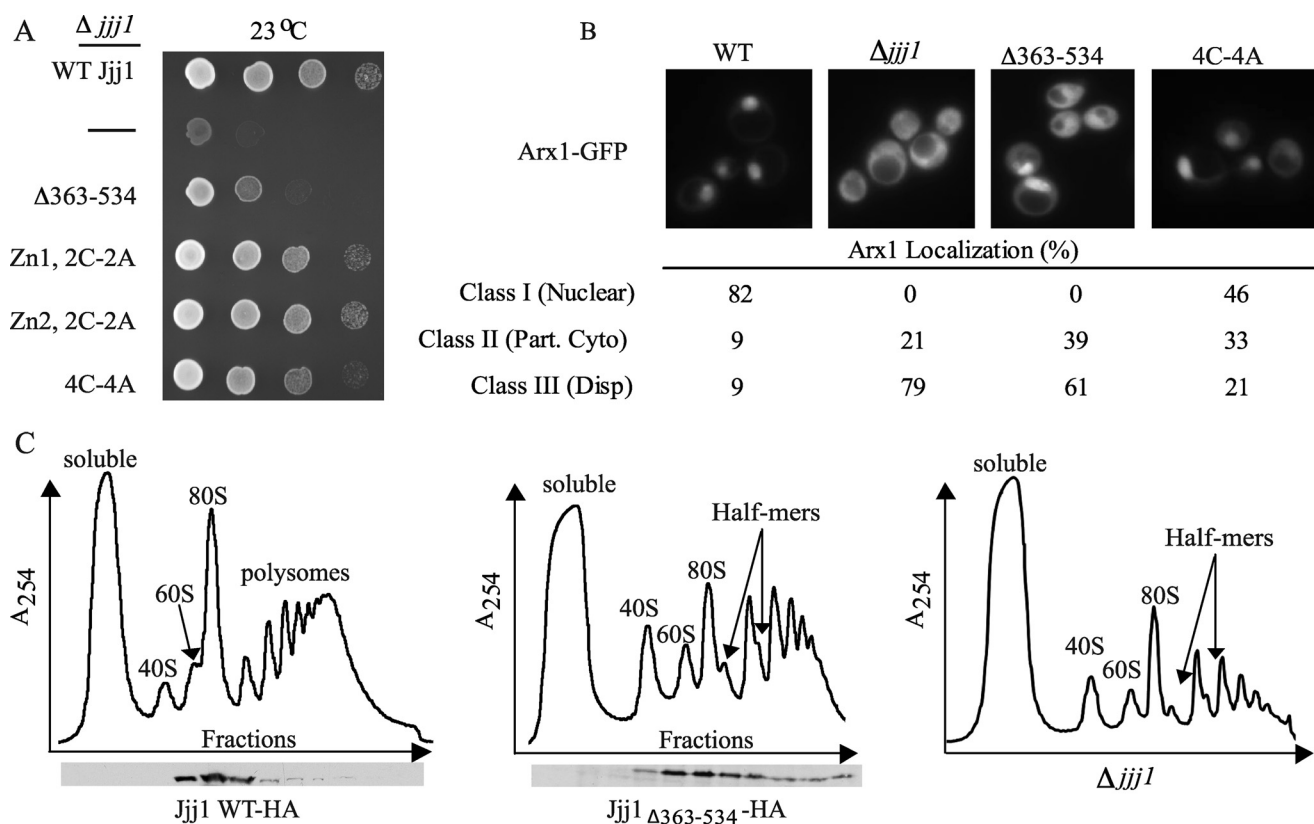 A
Δ jjj1
23 ºC
WT Jjj1
Δ363-534
Zn1, 2C-2A
Zn2, 2C-2A
4C-4A
B
WT Δjjj1 Δ363-534 4C-4A
Arx1-GFP
Arx1 Localization (%)
Class I (Nuclear) 82 0 0 46
Class II (Part. Cyto) 9 21 39 33
Class III (Disp) 9 79 61 21
C
soluble
80S
60S
40S
polysomes
A254
Fractions
Jjj1 WT-HA
soluble
Half-mers
80S
40S
60S
A254
Fractions
Jjj1 Δ363-534 -HA
soluble
Half-mers
80S
40S
60S
A254
Δjjj1